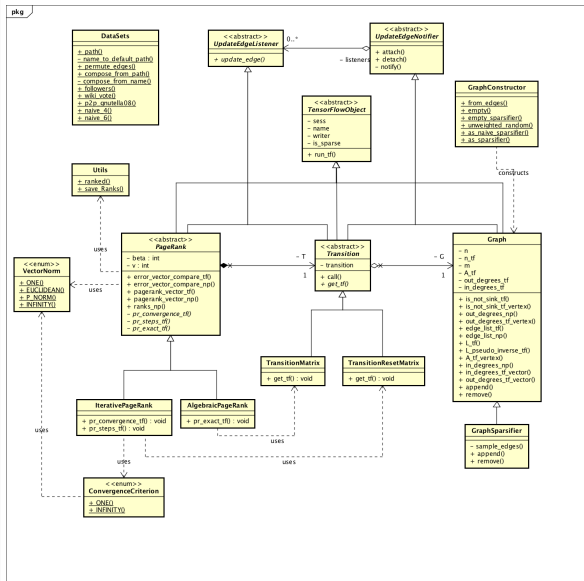 pkg
DataSets
+ path()
- name_to_default_path()
+ permute_edges()
+ compose_from_path()
- compose_from_name()
+ followers()
+ wiki_vote()
+ p2p_gnutella08()
+ naive_4()
+ naive_6()
<<abstract>>
UpdateEdgeListener
+ update_edge()
0..*
- listeners
<<abstract>>
UpdateEdgeNotifier
+ attach()
+ detach()
- notify()
<<abstract>>
TensorFlowObject
- sess
- name
- writer
- is_sparse
+ run_tf()
GraphConstructor
+ from_edges()
+ empty()
+ empty_sparsifier()
+ unweighted_random()
+ as_naive_sparsifier()
+ as_sparsifier()
constructs
Utils
+ ranked()
+ save_Ranks()
uses
<<enum>>
VectorNorm
+ ONE()
+ EUCLIDEAN()
+ P_NORM()
+ INFINITY()
uses
<<abstract>>
PageRank
- beta : int
- v : int
+ error_vector_compare_tf()
+ error_vector_compare_np()
+ pagerank_vector_tf()
+ pagerank_vector_np()
+ ranks_np()
- pr_convergence_tf()
- pr_steps_tf()
- pr_exact_tf()
- T
1
<<abstract>>
Transition
- transition
+ call()
+ get_tf()
- G
1
Graph
- n
- n_tf
- m
- A_tf
- out_degrees_tf
- in_degrees_tf
+ is_not_sink_tf()
+ is_not_sink_tf_vertex()
+ out_degrees_np()
+ out_degrees_tf_vertex()
+ edge_list_tf()
+ edge_list_np()
+ L_tf()
+ L_pseudo_inverse_tf()
+ A_tf_vertex()
+ in_degrees_np()
+ in_degrees_tf_vector()
+ out_degrees_tf_vector()
+ append()
+ remove()
TransitionMatrix
+ get_tf() : void
TransitionResetMatrix
+ get_tf() : void
IterativePageRank
+ pr_convergence_tf() : void
+ pr_steps_tf() : void
AlgebraicPageRank
+ pr_exact_tf() : void
uses
uses
uses
uses
GraphSparsifier
- sample_edges()
+ append()
+ remove()
<<enum>>
ConvergenceCriterion
+ ONE()
+ INFINITY()